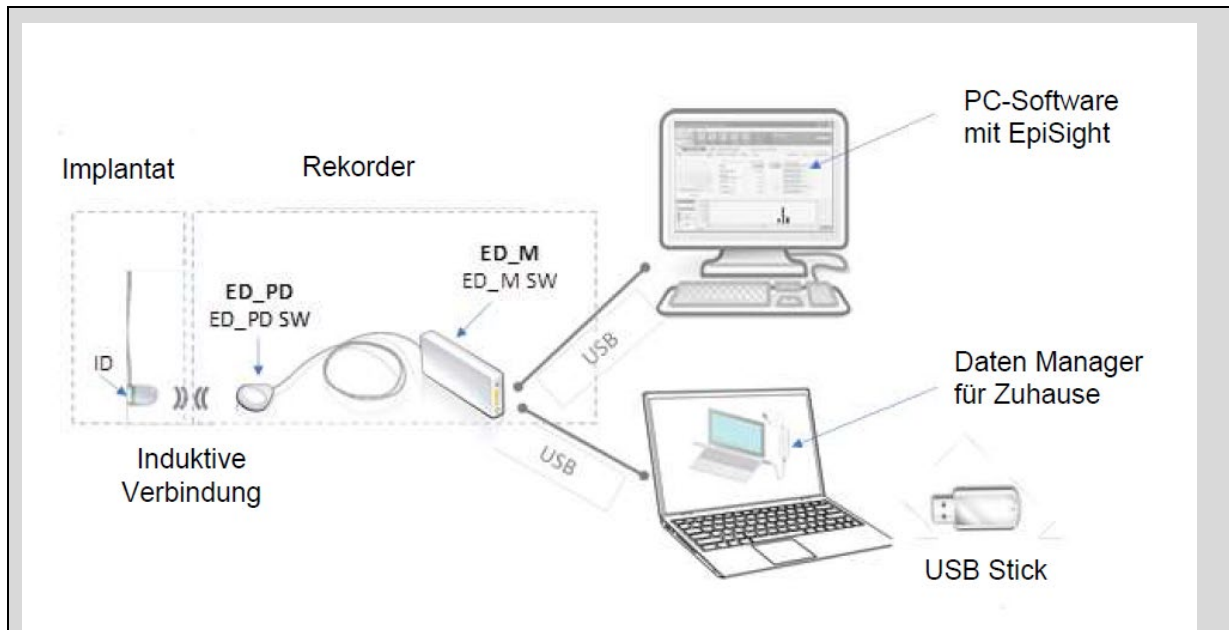 PC-Software
mit EpiSight
Implantat
Rekorder
ED_M
ED_M SW
ED_PD
ED_PD SW
ID
USB
Daten Manager
für Zuhause
Induktive
Verbindung
USB
USB Stick